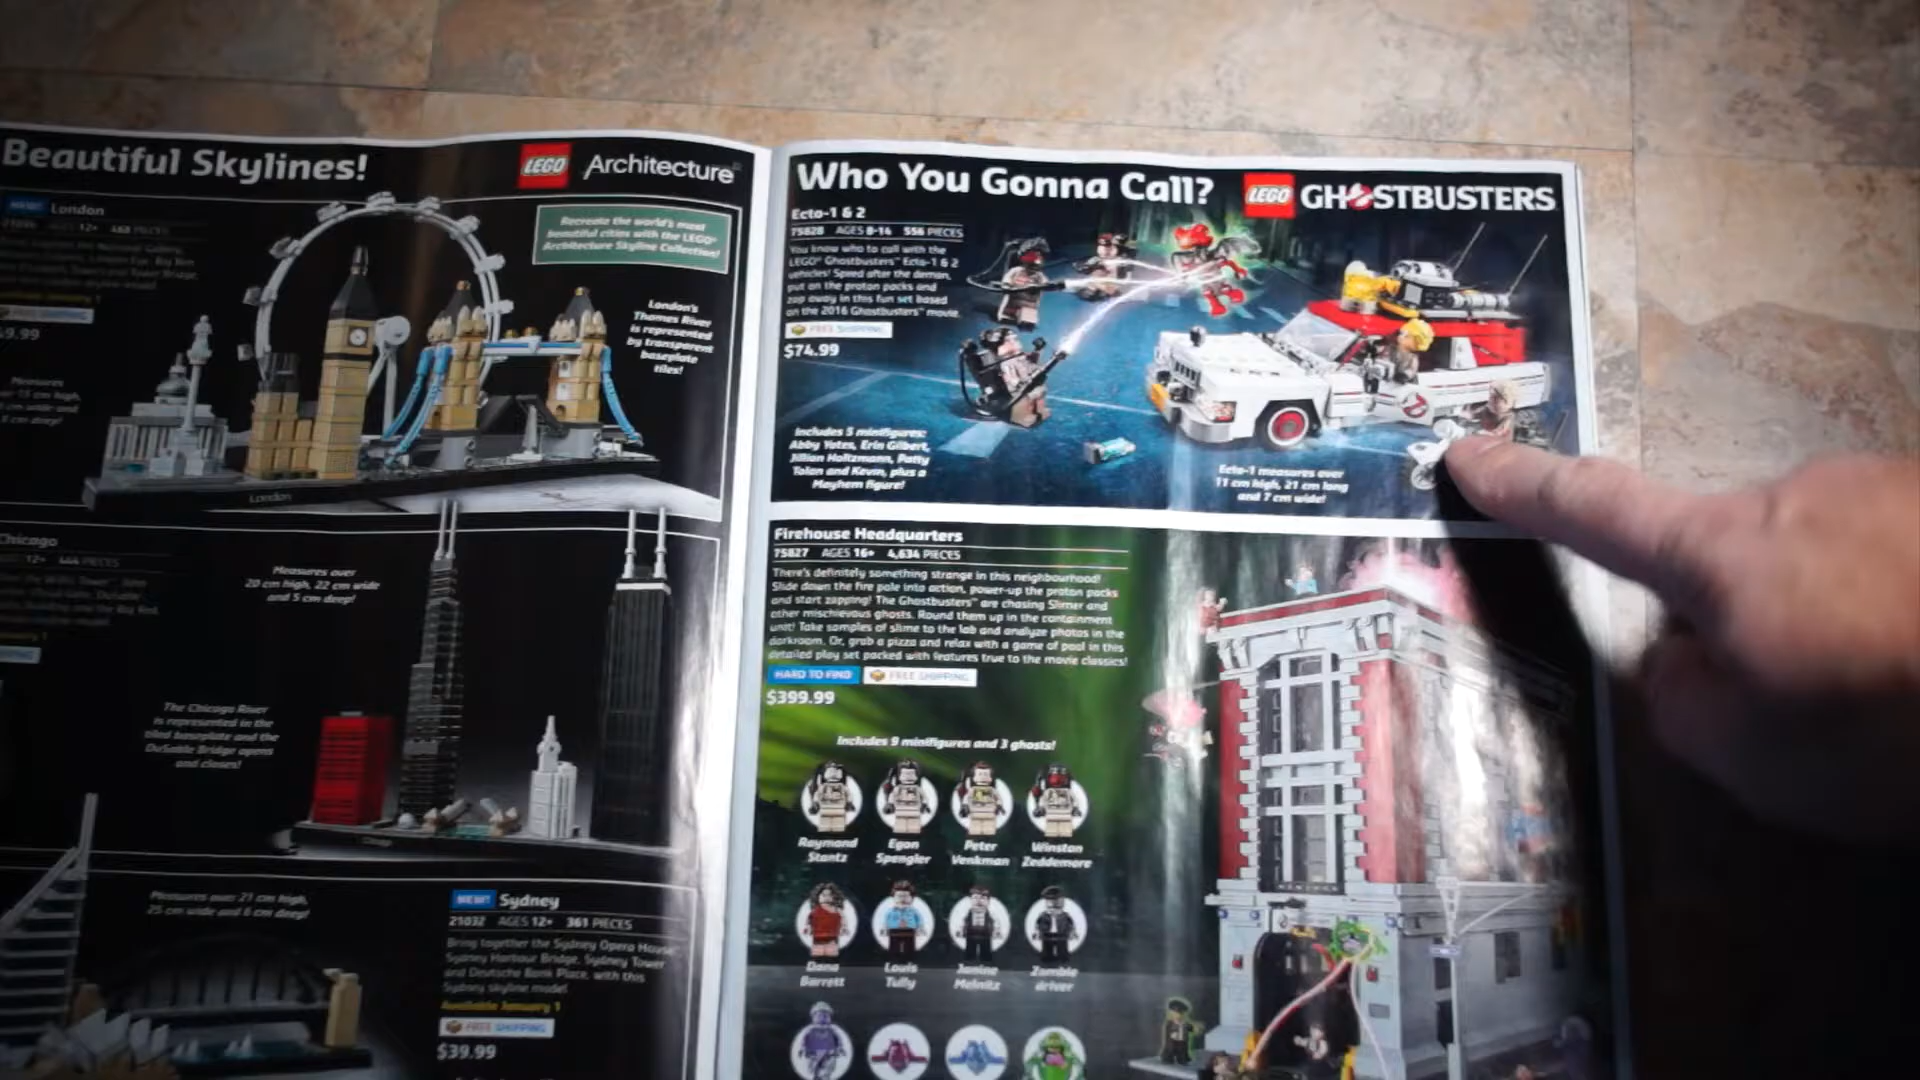 Beautiful Skylines!
LEGO Architecture
NEW! London
AGES 12+ 468 PIECES
Recreate the world's most
beautiful cities with the LEGO®
Architecture Skyline Collection!
FREE SHIPPING
London's
Thames River
is represented
by transparent
baseplate
tiles!
Measures
London
Chicago
12+ 444 PIECES
Measures over
20 cm high, 22 cm wide
and 5 cm deep!
The Chicago River
is represented in the
tiled baseplate and the
DuSable Bridge opens
and closes!
Measures over 21 cm high,
25 cm wide and 6 cm deep!
NEW! Sydney
21032 AGES 12+ 361 PIECES
Bring together the Sydney Opera House,
Sydney Harbour Bridge, Sydney Tower
and Deutsche Bank Place, with this
Sydney skyline model!
Available January 1
FREE SHIPPING
$39.99
Who You Gonna Call?
LEGO GHOSTBUSTERS
Ecto-1 & 2
75828 AGES 8-14 556 PIECES
You know who to call with the
LEGO® Ghostbusters™ Ecto-1 & 2
vehicles! Speed after the demon,
put on the proton packs and
zap away in this fun set based
on the 2016 Ghostbusters™ movie.
FREE SHIPPING
$74.99
Includes 5 minifigures:
Abby Yates, Erin Gilbert,
Jillian Holtzmann, Patty
Tolan and Kevin, plus a
Mayhem figure!
Ecto-1 measures over
11 cm high, 21 cm long
and 7 cm wide!
Firehouse Headquarters
75827 AGES 16+ 4,634 PIECES
There's definitely something strange in this neighbourhood!
Slide down the fire pole into action, power-up the proton packs
and start zapping! The Ghostbusters™ are chasing Slimer and
other mischievous ghosts. Round them up in the containment
unit! Take samples of slime to the lab and analyze photos in the
darkroom. Or, grab a pizza and relax with a game of pool in this
detailed play set packed with features true to the movie classics!
HARD TO FIND FREE SHIPPING
$399.99
Includes 9 minifigures and 3 ghosts!
Raymond
Stantz
Egon
Spengler
Peter
Venkman
Winston
Zeddemore
Dana
Barrett
Louis
Tully
Janine
Melnitz
Zombie
driver